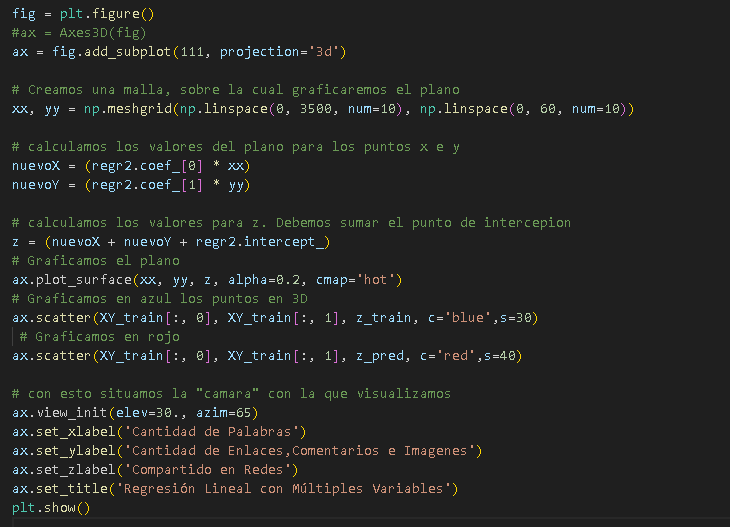 fig = plt.figure()
#ax = Axes3D(fig)
ax = fig.add_subplot(111, projection='3d')
# Creamos una malla, sobre la cual graficaremos el plano
xx, yy = np.meshgrid(np.linspace(0, 3500, num=10), np.linspace(0, 60, num=10))
# calculamos los valores del plano para los puntos x e y
nuevoX = (regr2.coef_[0] * xx)
nuevoY = (regr2.coef_[1] * yy)
# calculamos los valores para z. Debemos sumar el punto de intercepion
z = (nuevoX + nuevoY + regr2.intercept_)
# Graficamos el plano
ax.plot_surface(xx, yy, z, alpha=0.2, cmap='hot')
# Graficamos en azul los puntos en 3D
ax.scatter(XY_train[:, 0], XY_train[:, 1], z_train, c='blue',s=30)
# Graficamos en rojo
ax.scatter(XY_train[:, 0], XY_train[:, 1], z_pred, c='red',s=40)
# con esto situamos la "camara" con la que visualizamos
ax.view_init(elev=30., azim=65)
ax.set_xlabel('Cantidad de Palabras')
ax.set_ylabel('Cantidad de Enlaces,Comentarios e Imagenes')
ax.set_zlabel('Compartido en Redes')
ax.set_title('Regresión Lineal con Múltiples Variables')
plt.show()